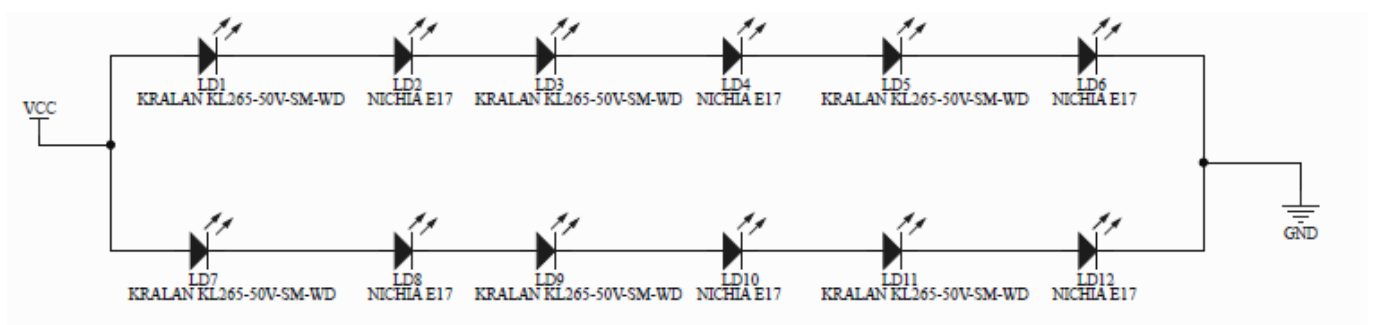 LD1 LD2 LD3 LD4 LD5 LD6
KRALAN KL265-50V-SM-WD NICHIA E17 KRALAN KL265-50V-SM-WD NICHIA E17 KRALAN KL265-50V-SM-WD NICHIA E17
VCC
GND
LD7 LD8 LD9 LD10 LD11 LD12
KRALAN KL265-50V-SM-WD NICHIA E17 KRALAN KL265-50V-SM-WD NICHIA E17 KRALAN KL265-50V-SM-WD NICHIA E17